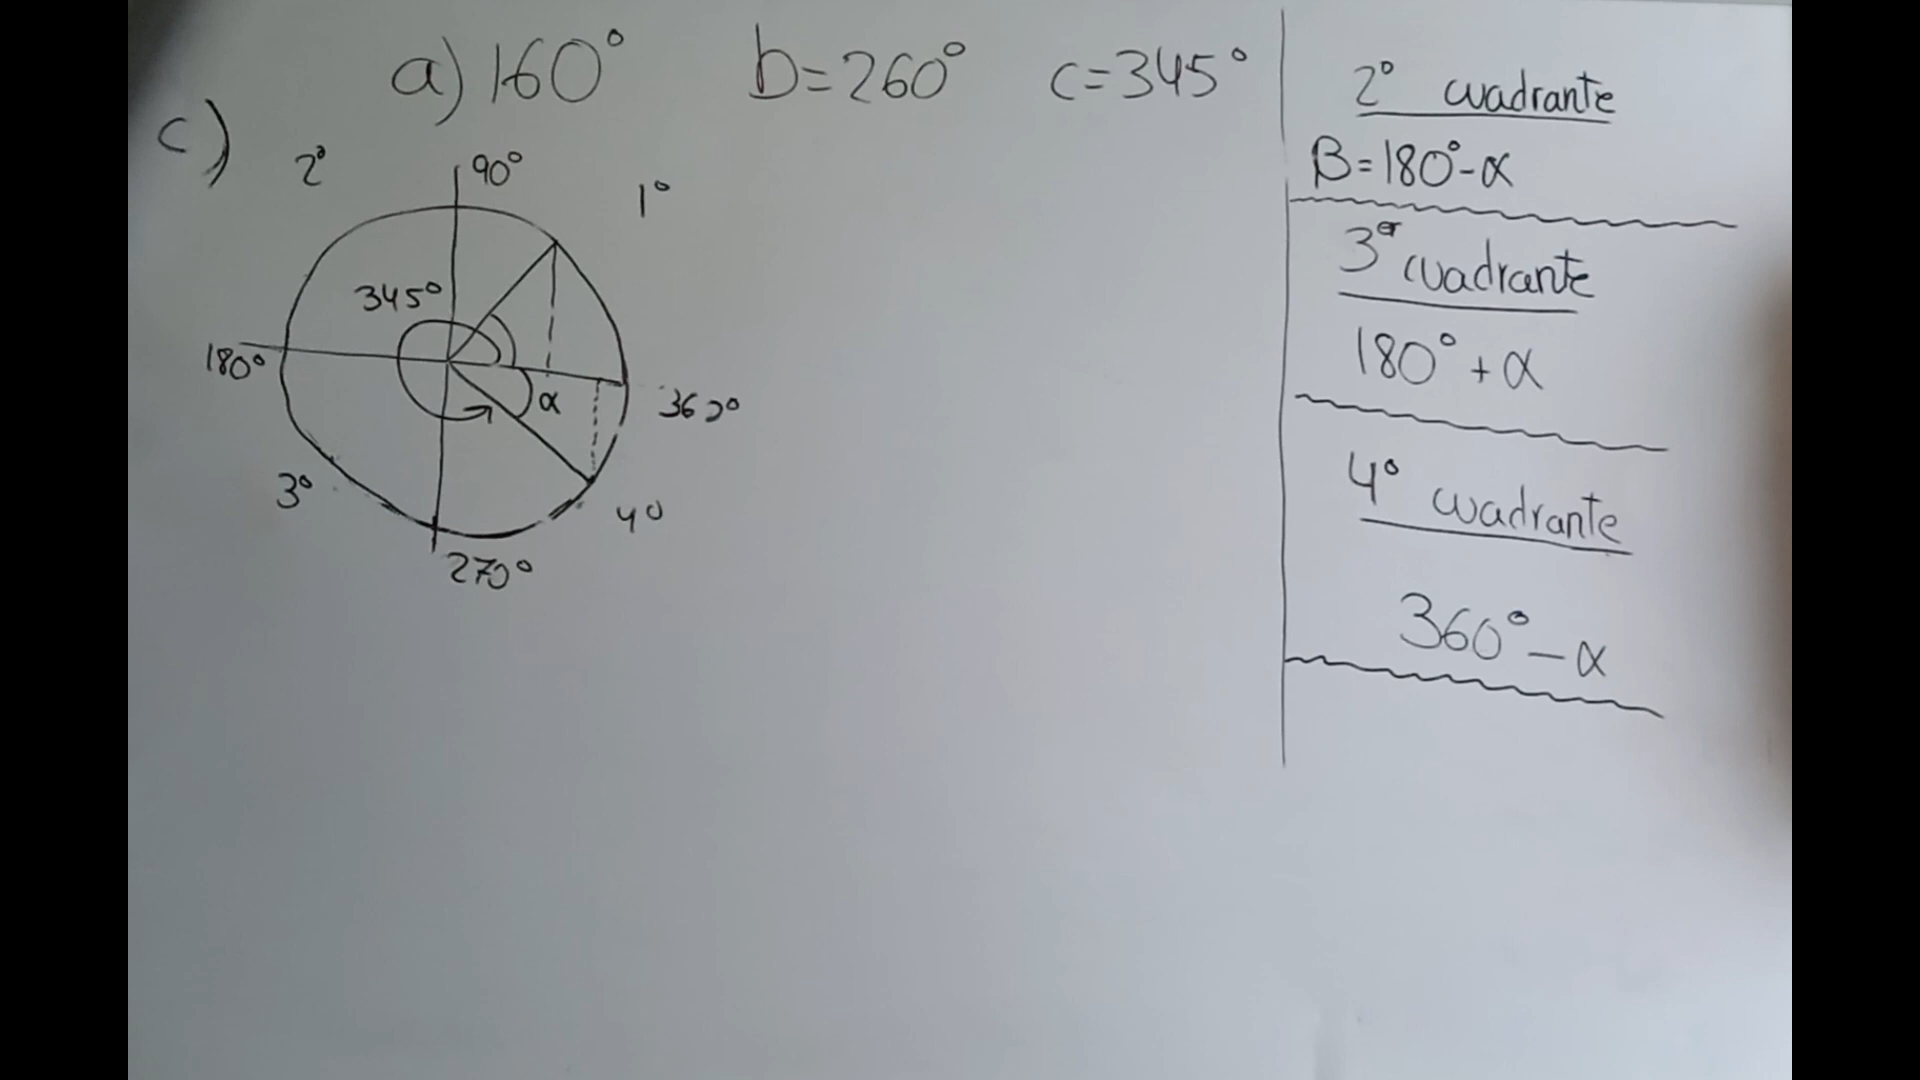 a) 160° b=260° c=345°
c)
2°
90°
1°
345°
180°
α
360°
3°
4°
270°
2° cuadrante
β=180°-α
3er cuadrante
180°+α
4° cuadrante
360°-α